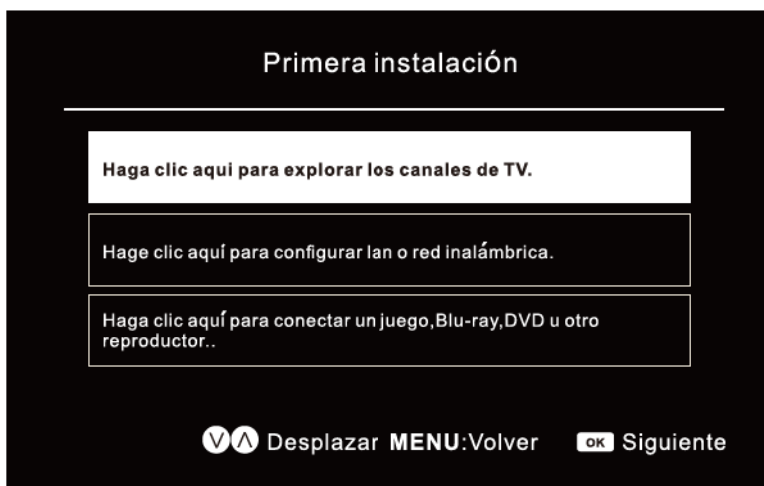 Primera instalación
Haga clic aqui para explorar los canales de TV.
Hage clic aquí para configurar lan o red inalámbrica.
Haga clic aquí para conectar un juego,Blu-ray,DVD u otro
reproductor..
Desplazar MENU:Volver OK Siguiente